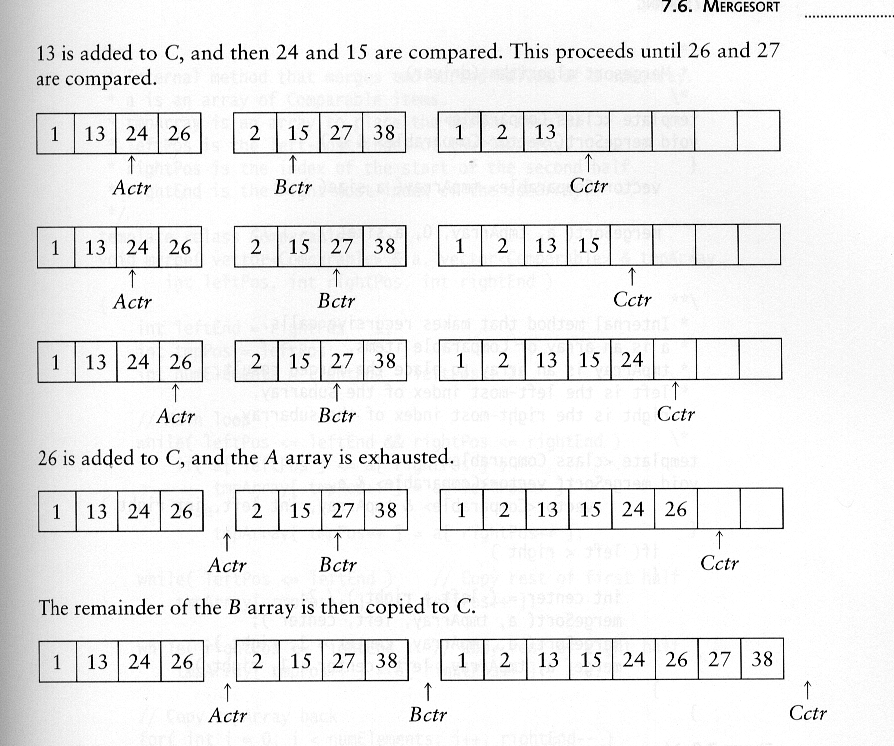 7.6. MERGESORT
13 is added to C, and then 24 and 15 are compared. This proceeds until 26 and 27
are compared.
1 13 24 26 2 15 27 38 1 2 13
Actr Bctr Cctr
1 13 24 26 2 15 27 38 1 2 13 15
Actr Bctr Cctr
1 13 24 26 2 15 27 38 1 2 13 15 24
Actr Bctr Cctr
26 is added to C, and the A array is exhausted.
1 13 24 26 2 15 27 38 1 2 13 15 24 26
Actr Bctr Cctr
The remainder of the B array is then copied to C.
1 13 24 26 2 15 27 38 1 2 13 15 24 26 27 38
Actr Bctr Cctr